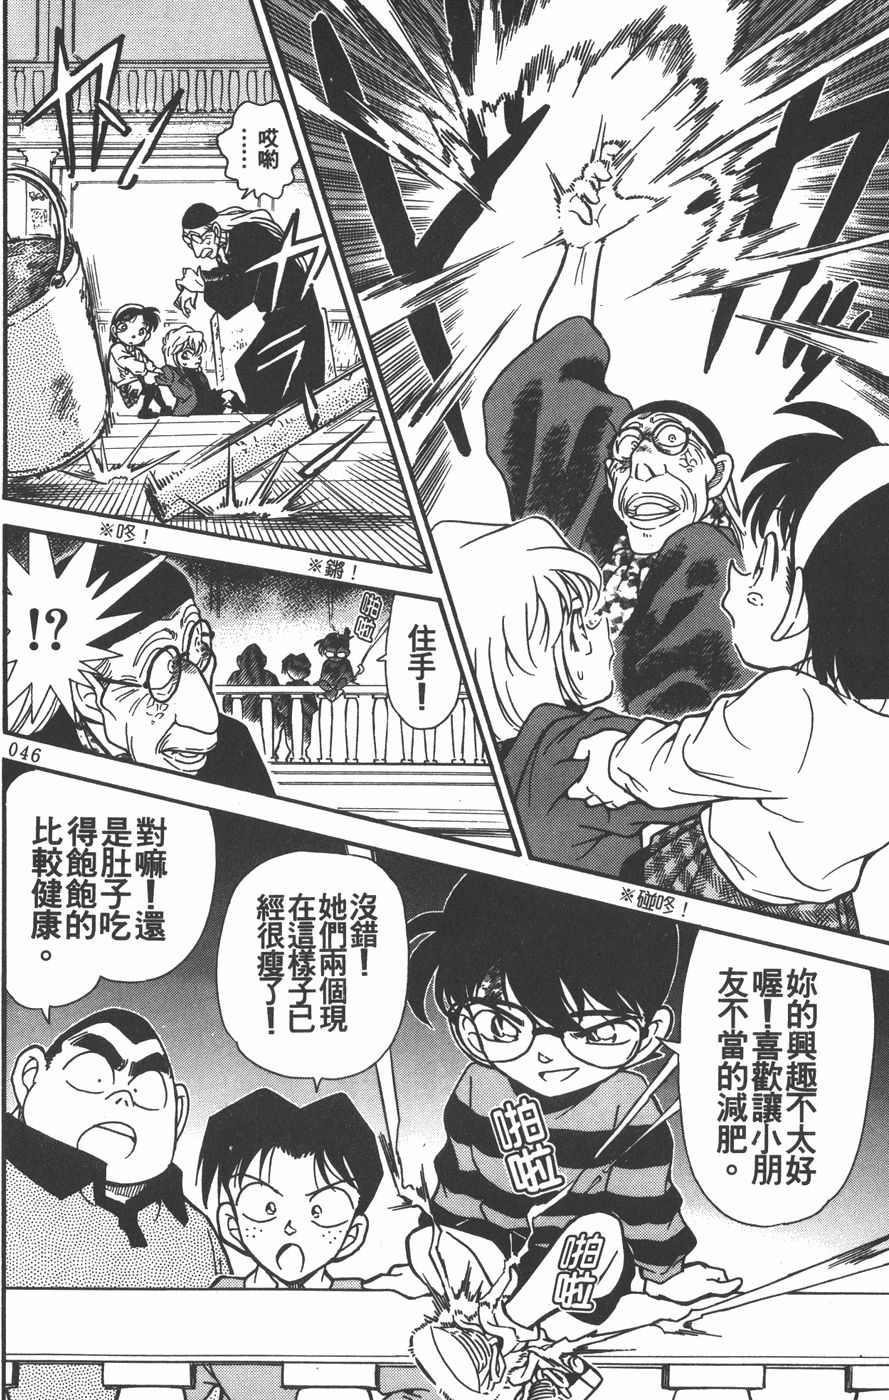 ※碰咚！
哎喲
……
※咚！
※鏘！
住手！
啪啦
!?
046
妳的興趣不太好
喔！喜歡讓小朋
友不當的減肥。
沒錯！
她們兩個現
在這樣子已
經很瘦了！
對嘛！還
是肚子吃
得飽飽的
比較健康。
啪啦
啪啦